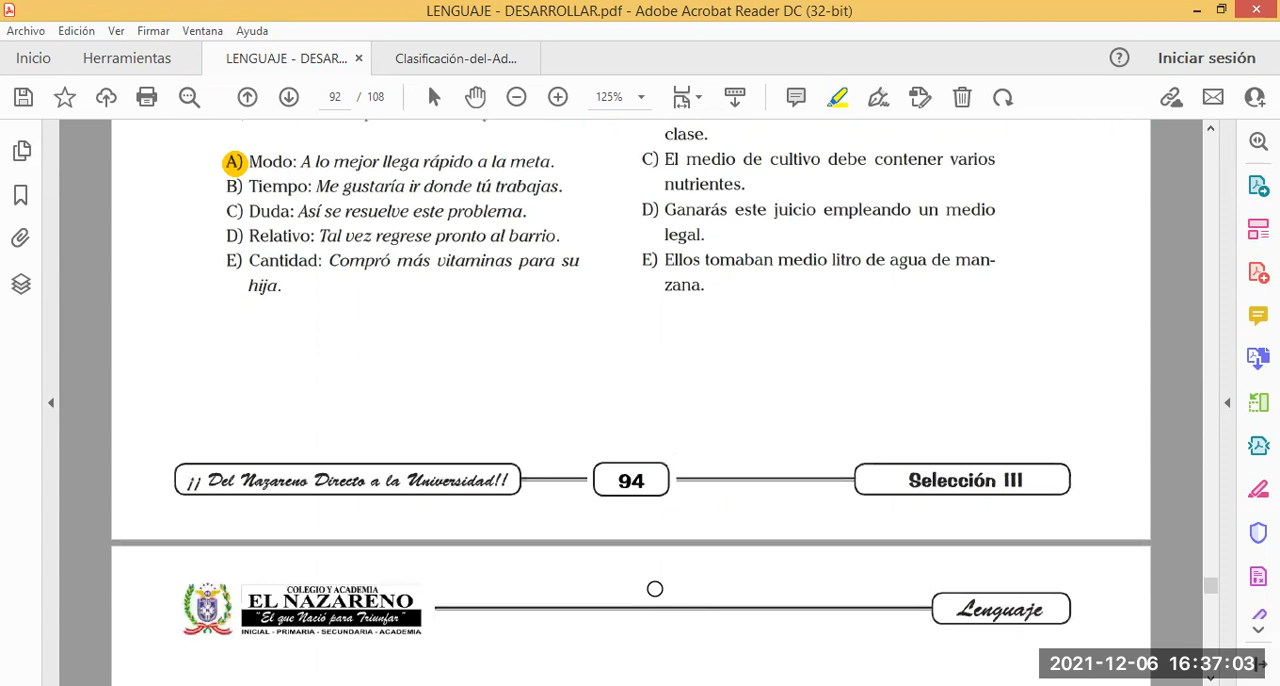 LENGUAJE - DESARROLLAR.pdf - Adobe Acrobat Reader DC (32-bit)
Archivo Edición Ver Firmar Ventana Ayuda
Inicio Herramientas LENGUAJE - DESAR... × Clasificación-del-Ad... Iniciar sesión
92 / 108 125%
A) Modo: A lo mejor llega rápido a la meta.
B) Tiempo: Me gustaría ir donde tú trabajas.
C) Duda: Así se resuelve este problema.
D) Relativo: Tal vez regrese pronto al barrio.
E) Cantidad: Compró más vitaminas para su
hija.
clase.
C) El medio de cultivo debe contener varios
nutrientes.
D) Ganarás este juicio empleando un medio
legal.
E) Ellos tomaban medio litro de agua de man-
zana.
¡¡ Del Nazareno Directo a la Universidad!! 94 Selección III
COLEGIO Y ACADEMIA
EL NAZARENO
"El que Nació para Triunfar"
INICIAL - PRIMARIA - SECUNDARIA - ACADEMIA
Lenguaje
2021-12-06 16:37:03